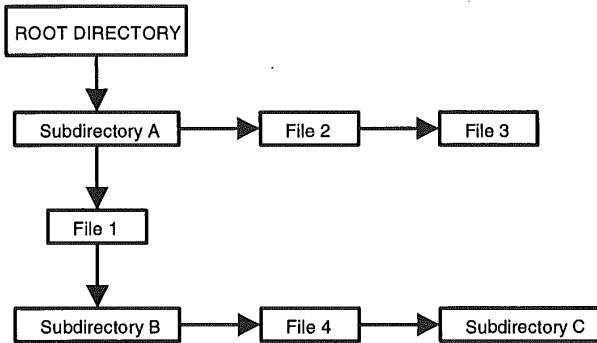 ROOT DIRECTORY
Subdirectory A
File 2
File 3
File 1
Subdirectory B
File 4
Subdirectory C